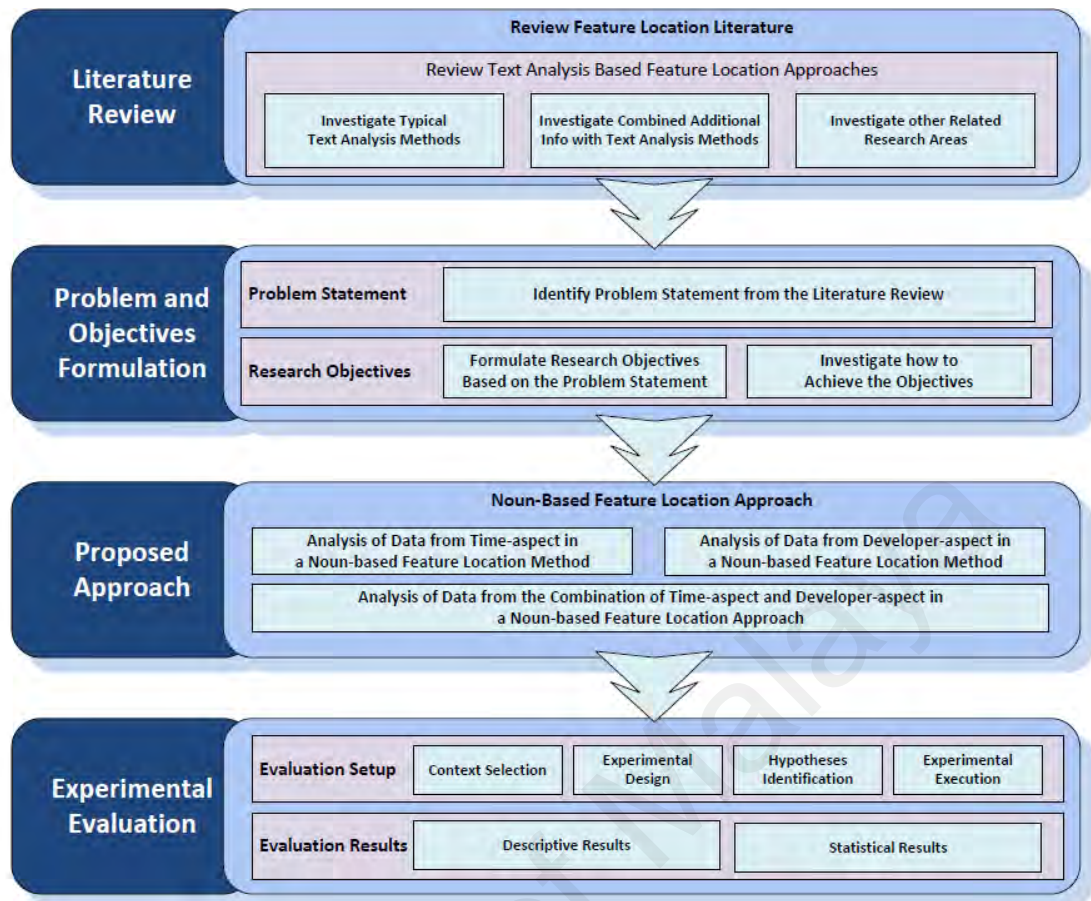 Literature
Review
Review Feature Location Literature
Review Text Analysis Based Feature Location Approaches
Investigate Typical
Text Analysis Methods
Investigate Combined Additional
Info with Text Analysis Methods
Investigate other Related
Research Areas
Problem and
Objectives
Formulation
Problem Statement
Identify Problem Statement from the Literature Review
Research Objectives
Formulate Research Objectives
Based on the Problem Statement
Investigate how to
Achieve the Objectives
Proposed
Approach
Noun-Based Feature Location Approach
Analysis of Data from Time-aspect in
a Noun-based Feature Location Method
Analysis of Data from Developer-aspect in
a Noun-based Feature Location Method
Analysis of Data from the Combination of Time-aspect and Developer-aspect in
a Noun-based Feature Location Approach
Experimental
Evaluation
Evaluation Setup
Context Selection
Experimental
Design
Hypotheses
Identification
Experimental
Execution
Evaluation Results
Descriptive Results
Statistical Results
of Malaya